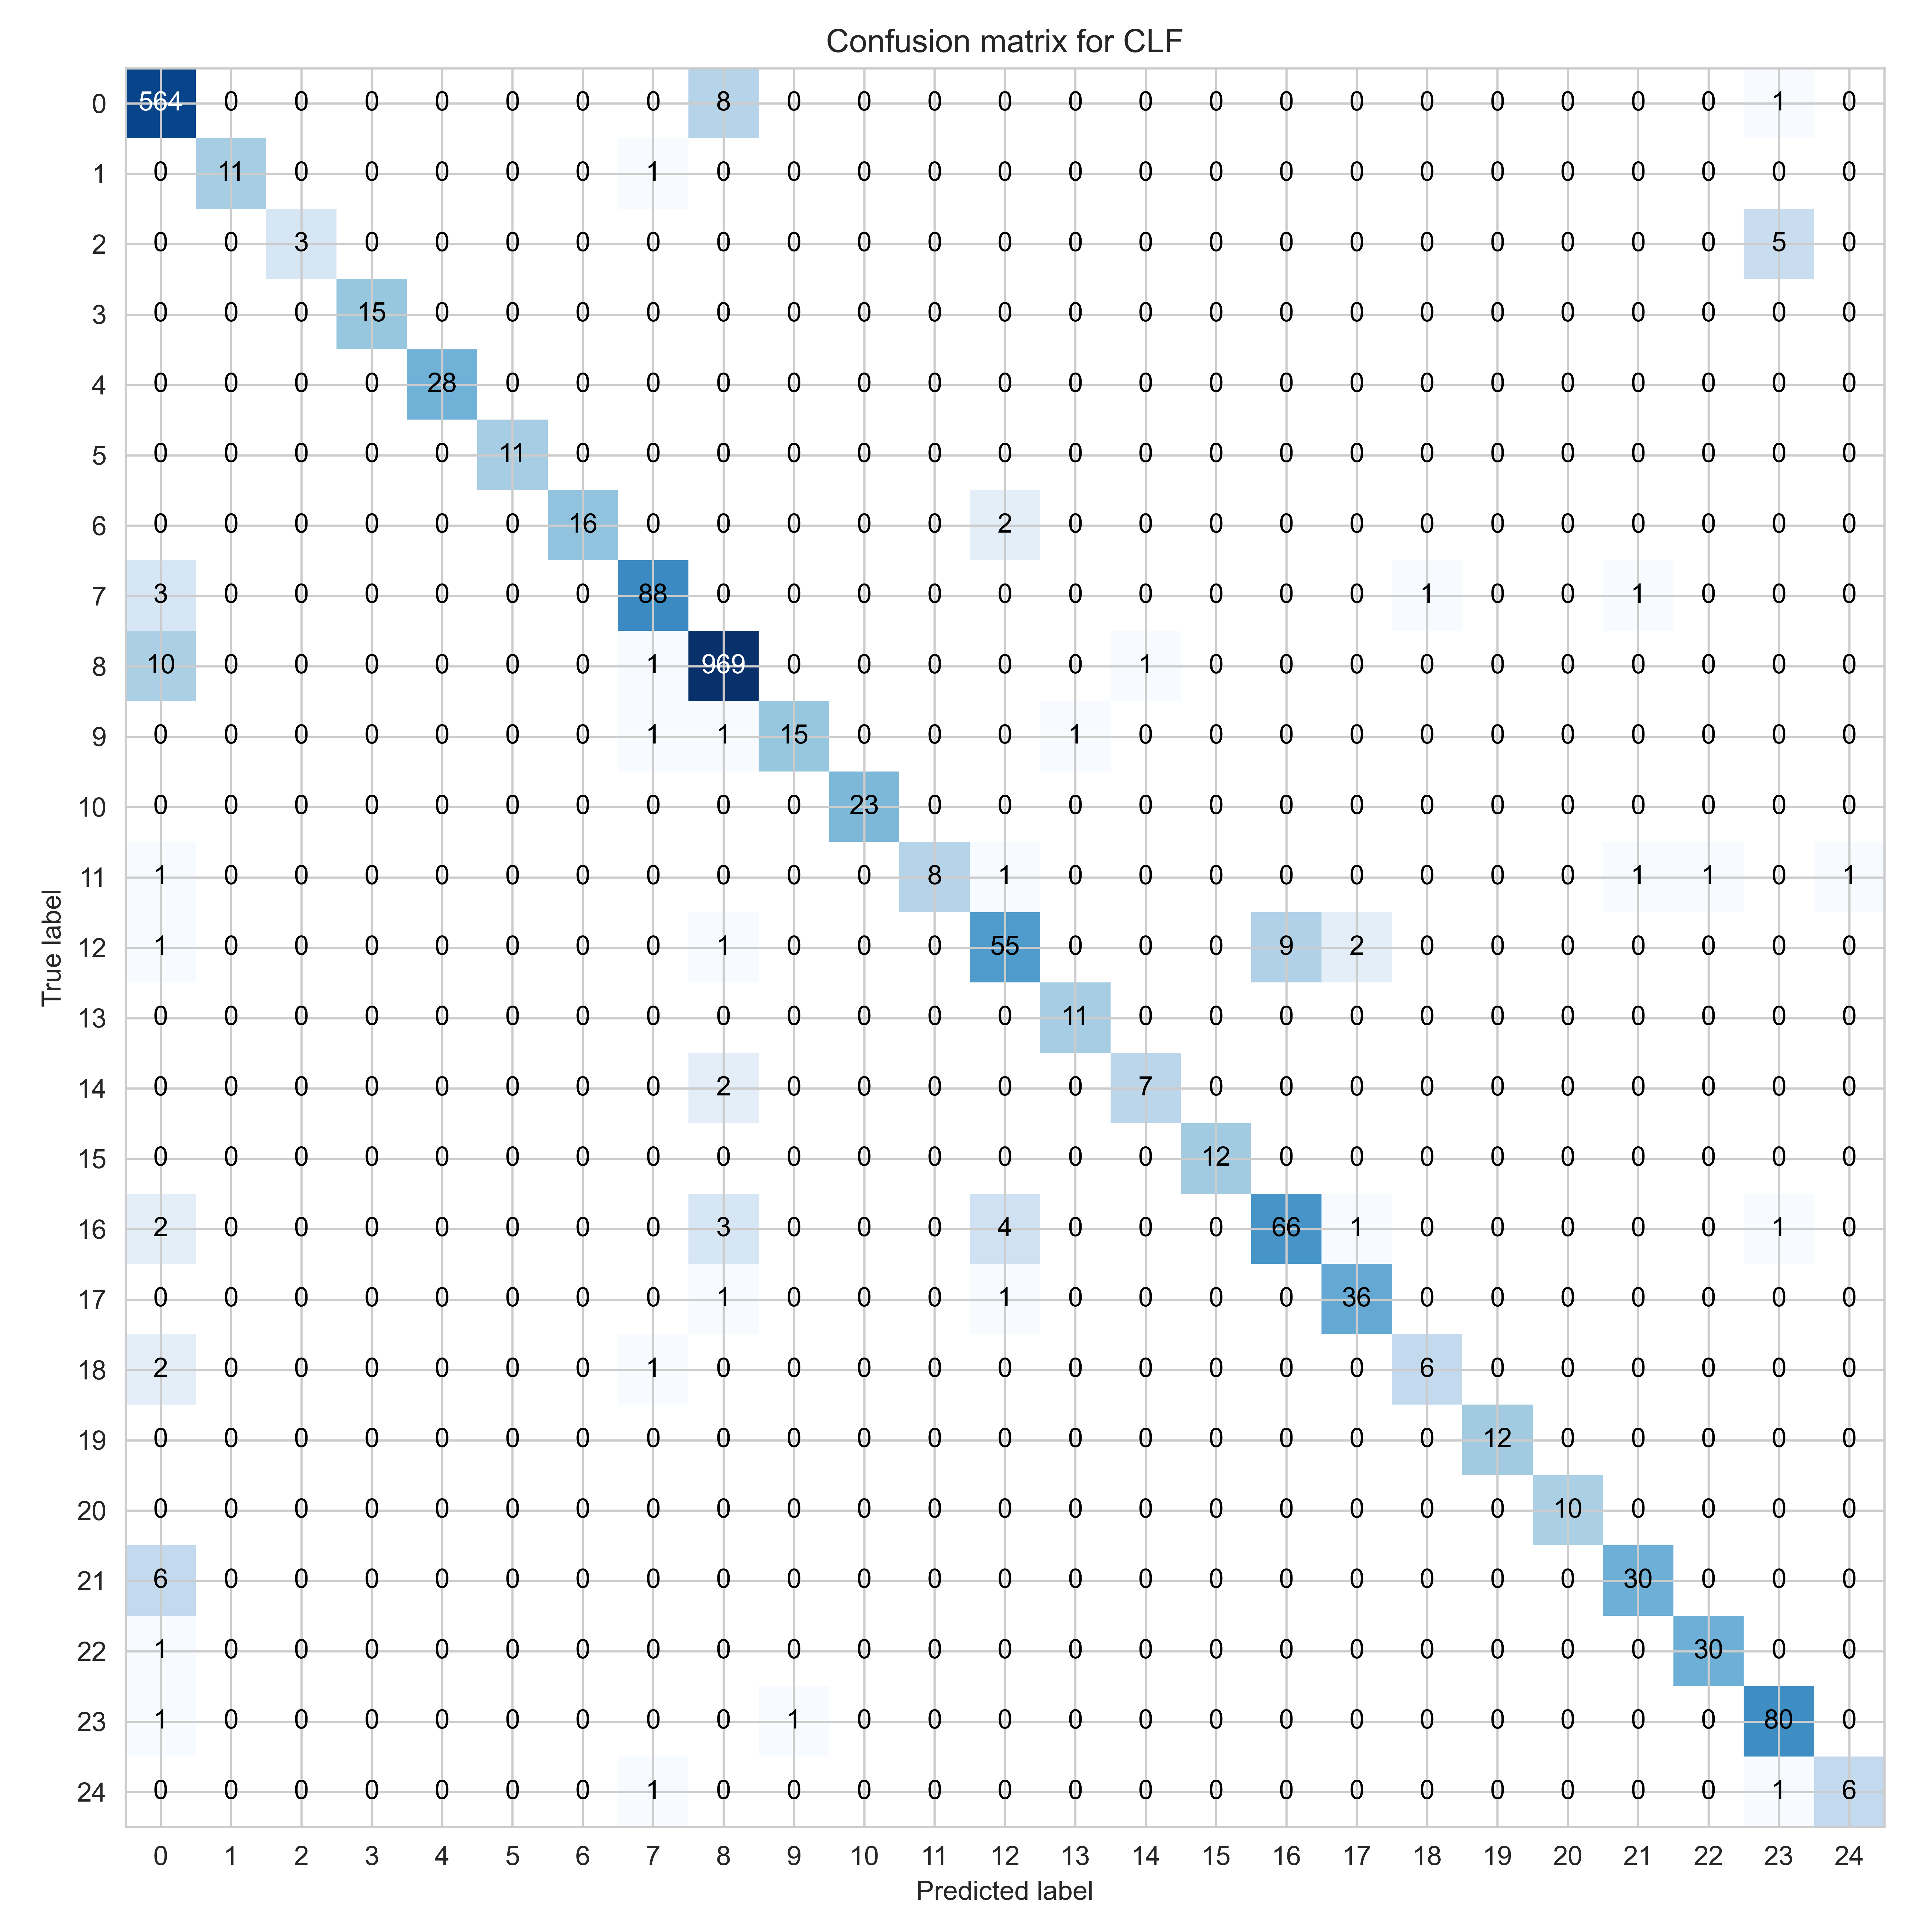 Confusion matrix for CLF
0 564 0 0 0 0 0 0 0 8 0 0 0 0 0 0 0 0 0 0 0 0 0 0 1 0
1 0 11 0 0 0 0 0 1 0 0 0 0 0 0 0 0 0 0 0 0 0 0 0 0 0
2 0 0 3 0 0 0 0 0 0 0 0 0 0 0 0 0 0 0 0 0 0 0 0 5 0
3 0 0 0 15 0 0 0 0 0 0 0 0 0 0 0 0 0 0 0 0 0 0 0 0 0
4 0 0 0 0 28 0 0 0 0 0 0 0 0 0 0 0 0 0 0 0 0 0 0 0 0
5 0 0 0 0 0 11 0 0 0 0 0 0 0 0 0 0 0 0 0 0 0 0 0 0 0
6 0 0 0 0 0 0 16 0 0 0 0 0 2 0 0 0 0 0 0 0 0 0 0 0 0
7 3 0 0 0 0 0 0 88 0 0 0 0 0 0 0 0 0 0 1 0 0 1 0 0 0
8 10 0 0 0 0 0 0 1 969 0 0 0 0 0 1 0 0 0 0 0 0 0 0 0 0
9 0 0 0 0 0 0 0 1 1 15 0 0 0 1 0 0 0 0 0 0 0 0 0 0 0
10 0 0 0 0 0 0 0 0 0 0 23 0 0 0 0 0 0 0 0 0 0 0 0 0 0
11 1 0 0 0 0 0 0 0 0 0 0 8 1 0 0 0 0 0 0 0 0 1 1 0 1
12 1 0 0 0 0 0 0 0 1 0 0 0 55 0 0 0 9 2 0 0 0 0 0 0 0
13 0 0 0 0 0 0 0 0 0 0 0 0 0 11 0 0 0 0 0 0 0 0 0 0 0
14 0 0 0 0 0 0 0 0 2 0 0 0 0 0 7 0 0 0 0 0 0 0 0 0 0
15 0 0 0 0 0 0 0 0 0 0 0 0 0 0 0 12 0 0 0 0 0 0 0 0 0
16 2 0 0 0 0 0 0 0 3 0 0 0 4 0 0 0 66 1 0 0 0 0 0 1 0
17 0 0 0 0 0 0 0 0 1 0 0 0 1 0 0 0 0 36 0 0 0 0 0 0 0
18 2 0 0 0 0 0 0 1 0 0 0 0 0 0 0 0 0 0 6 0 0 0 0 0 0
19 0 0 0 0 0 0 0 0 0 0 0 0 0 0 0 0 0 0 0 12 0 0 0 0 0
20 0 0 0 0 0 0 0 0 0 0 0 0 0 0 0 0 0 0 0 0 10 0 0 0 0
21 6 0 0 0 0 0 0 0 0 0 0 0 0 0 0 0 0 0 0 0 0 30 0 0 0
22 1 0 0 0 0 0 0 0 0 0 0 0 0 0 0 0 0 0 0 0 0 0 30 0 0
23 1 0 0 0 0 0 0 0 0 1 0 0 0 0 0 0 0 0 0 0 0 0 0 80 0
24 0 0 0 0 0 0 0 1 0 0 0 0 0 0 0 0 0 0 0 0 0 0 0 1 6
0 1 2 3 4 5 6 7 8 9 10 11 12 13 14 15 16 17 18 19 20 21 22 23 24
Predicted label
True label